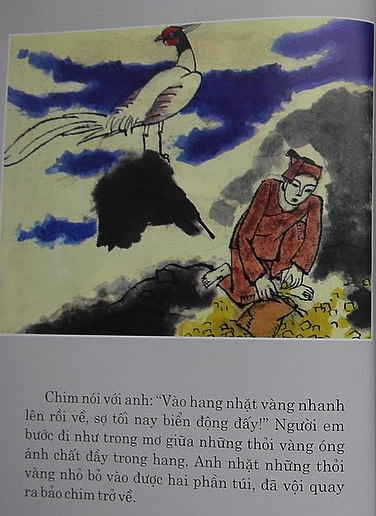 Chim nói với anh: "Vào hang nhặt vàng nhanh
lên rồi về, sợ tối nay biển động đấy!" Người em
bước đi như trong mơ giữa những thỏi vàng óng
ánh chất đầy trong hang. Anh nhặt những thỏi
vàng nhỏ bỏ vào được hai phần túi, đã vội quay
ra bảo chim trở về.